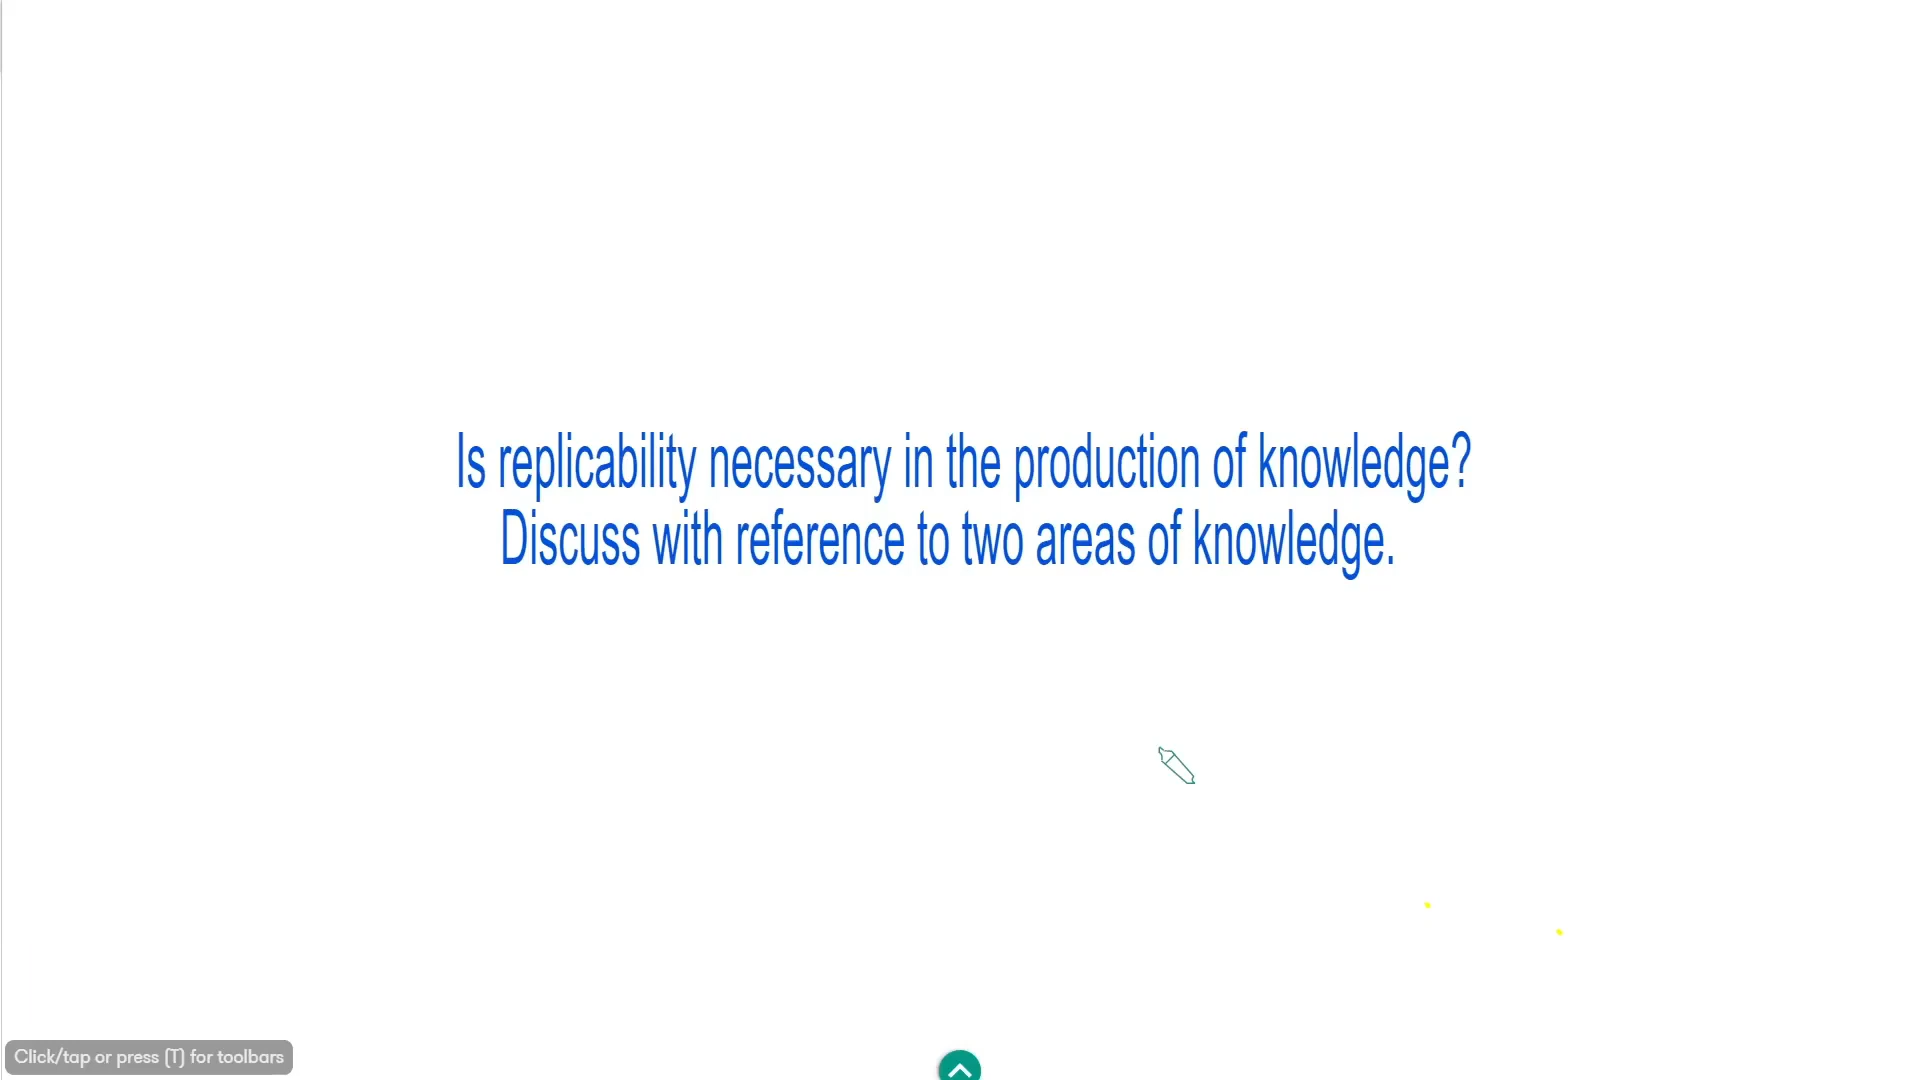 Is replicability necessary in the production of knowledge?
Discuss with reference to two areas of knowledge.
Click/tap or press (T) for toolbars